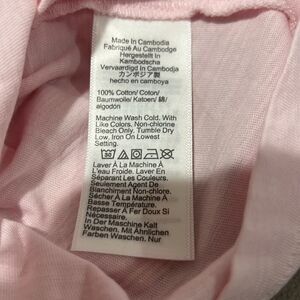 Made In Cambodia
Fabriqué Au Cambodge
Hergestellt In
Kambodscha
Vervaardigd In Cambodja
カンボジア製
hecho en camboya
100% Cotton/ Coton/
Baumwolle/ Katoen/ 綿/
algodón
Machine Wash Cold. With
Like Colors. Non-chlorine
Bleach Only. Tumble Dry
Low. Iron On Lowest
Setting.
Laver À La Machine À
L'eau Froide. Laver En
Séparant Les Couleurs.
Seulement Agent De
Blanchiment Non-chlore.
Sécher À La Machine À
Basse Température.
Repasser À Fer Doux Si
Nécessaire.
In Der Maschine Kalt
Waschen. Mit Ähnlichen
Farben Waschen. Nur